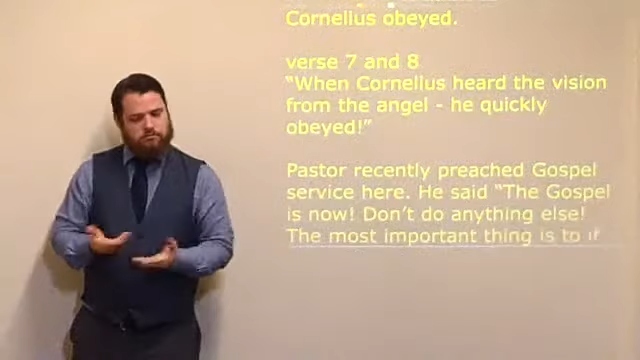 Cornelius obeyed.
verse 7 and 8
“When Cornelius heard the vision
from the angel - he quickly
obeyed!”
Pastor recently preached Gospel
service here. He said “The Gospel
is now! Don’t do anything else!
The most important thing is to if